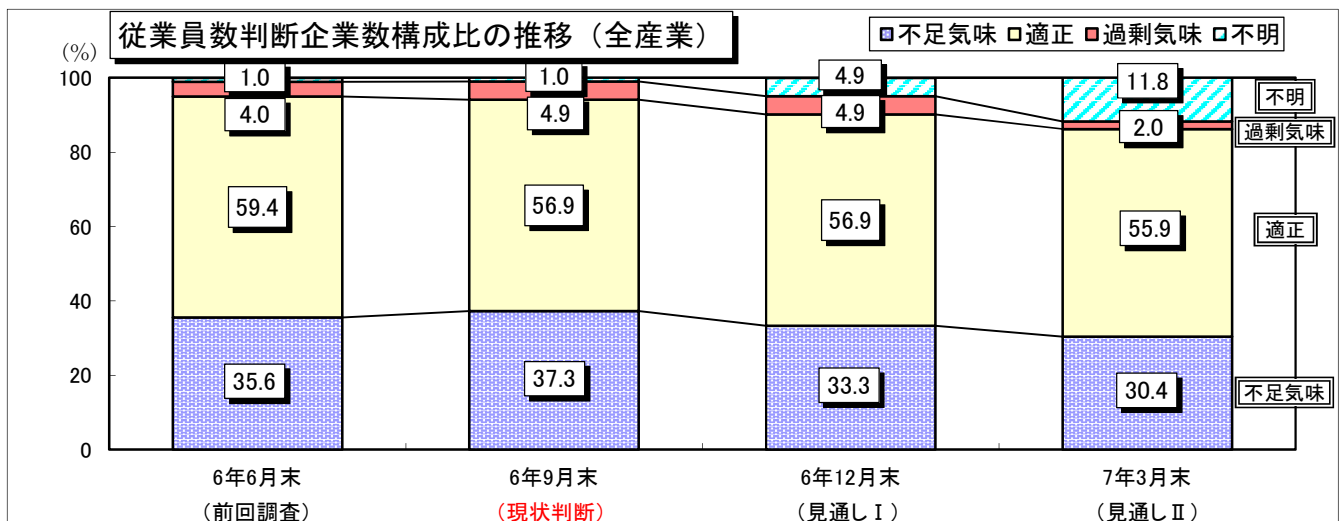 従業員数判断企業数構成比の推移（全産業）
不足気味 適正 過剰気味 不明
(%)
100
80
60
40
20
0
1.0 1.0 4.9 11.8
4.0 4.9 4.9 2.0
59.4 56.9 56.9 55.9
35.6 37.3 33.3 30.4
不明
過剰気味
適正
不足気味
6年6月末 6年9月末 6年12月末 7年3月末
（前回調査） （現状判断） （見通しⅠ） （見通しⅡ）